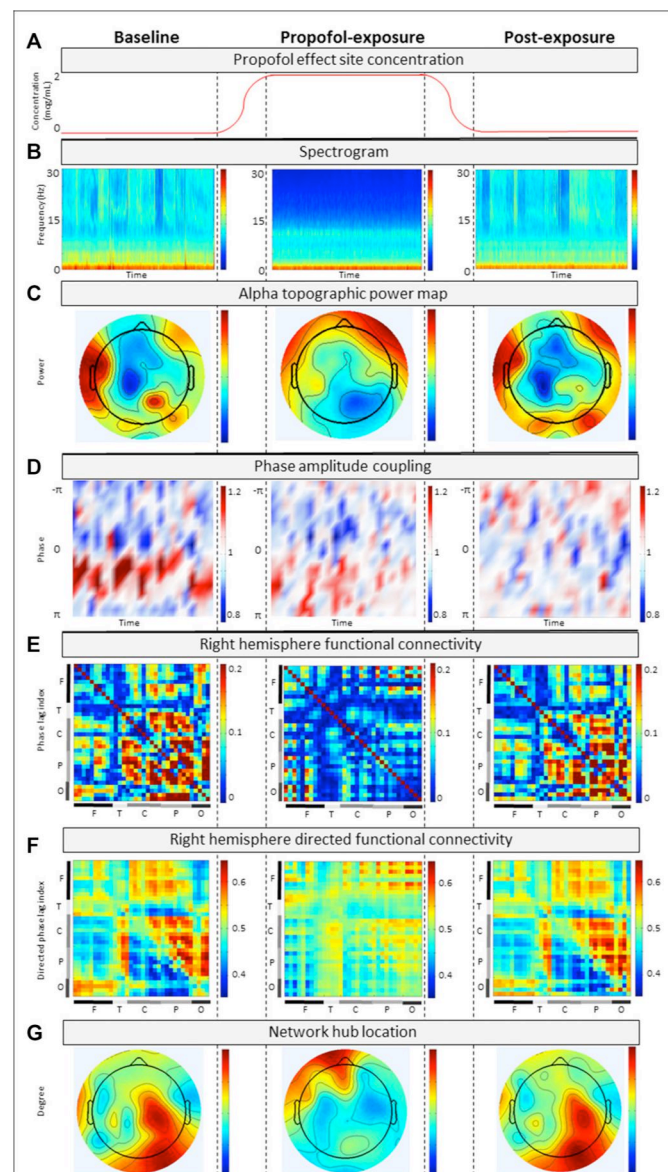 Baseline
Propofol-exposure
Post-exposure
A
Propofol effect site concentration
Concentration
(mcg/mL)
2
0
B
Spectrogram
Frequency(Hz)
30
15
0
30
15
0
30
15
0
Time
Time
Time
C
Alpha topographic power map
Power
D
Phase amplitude coupling
Phase
-π
0
π
1.2
1
0.8
-π
0
π
1.2
1
0.8
-π
0
π
1.2
1
0.8
Time
Time
Time
E
Right hemisphere functional connectivity
Phase lag index
F
T
C
P
O
0.2
0.1
0
F
T
C
P
O
0.2
0.1
0
F
T
C
P
O
0.2
0.1
0
F T C P O
F T C P O
F T C P O
F
Right hemisphere directed functional connectivity
Directed phase lag index
F
T
C
P
O
0.6
0.5
0.4
F
T
C
P
O
0.6
0.5
0.4
F
T
C
P
O
0.6
.5
0.4
F T C P O
F T C P O
F T C P O
G
Network hub location
Degree